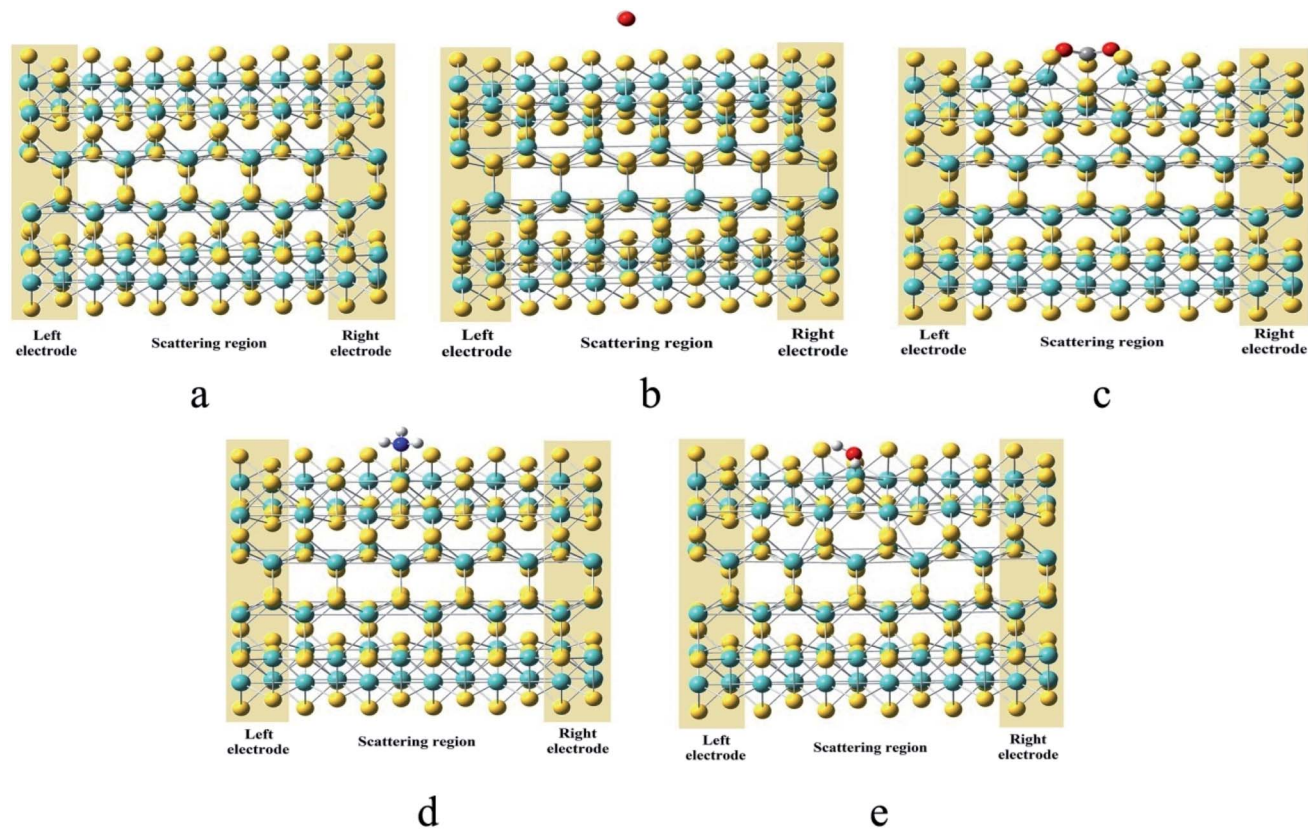 Left
electrode
Scattering region
Right
electrode
a
Left
electrode
Scattering region
Right
electrode
b
Left
electrode
Scattering region
Right
electrode
c
Left
electrode
Scattering region
Right
electrode
d
Left
electrode
Scattering region
Right
electrode
e